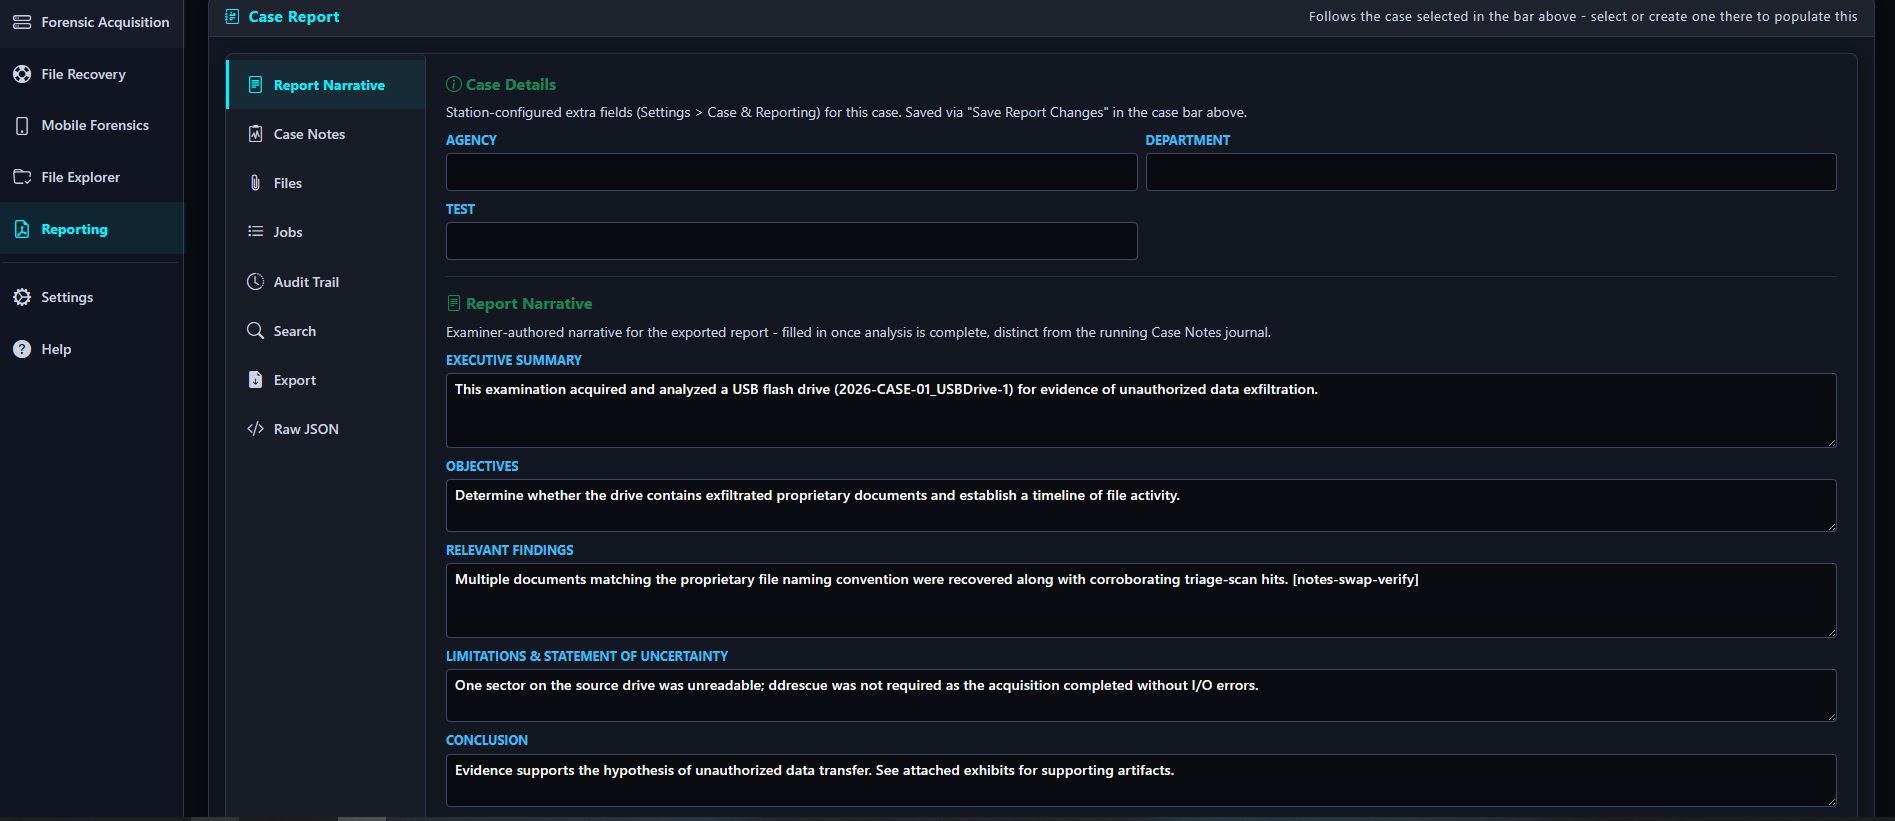 Forensic Acquisition
File Recovery
Mobile Forensics
File Explorer
Reporting
Settings
Help
Case Report
Follows the case selected in the bar above - select or create one there to populate this
Report Narrative
Case Notes
Files
Jobs
Audit Trail
Search
Export
Raw JSON
Case Details
Station-configured extra fields (Settings > Case & Reporting) for this case. Saved via "Save Report Changes" in the case bar above.
AGENCY
DEPARTMENT
TEST
Report Narrative
Examiner-authored narrative for the exported report - filled in once analysis is complete, distinct from the running Case Notes journal.
EXECUTIVE SUMMARY
This examination acquired and analyzed a USB flash drive (2026-CASE-01_USBDrive-1) for evidence of unauthorized data exfiltration.
OBJECTIVES
Determine whether the drive contains exfiltrated proprietary documents and establish a timeline of file activity.
RELEVANT FINDINGS
Multiple documents matching the proprietary file naming convention were recovered along with corroborating triage-scan hits. [notes-swap-verify]
LIMITATIONS & STATEMENT OF UNCERTAINTY
One sector on the source drive was unreadable; ddrescue was not required as the acquisition completed without I/O errors.
CONCLUSION
Evidence supports the hypothesis of unauthorized data transfer. See attached exhibits for supporting artifacts.